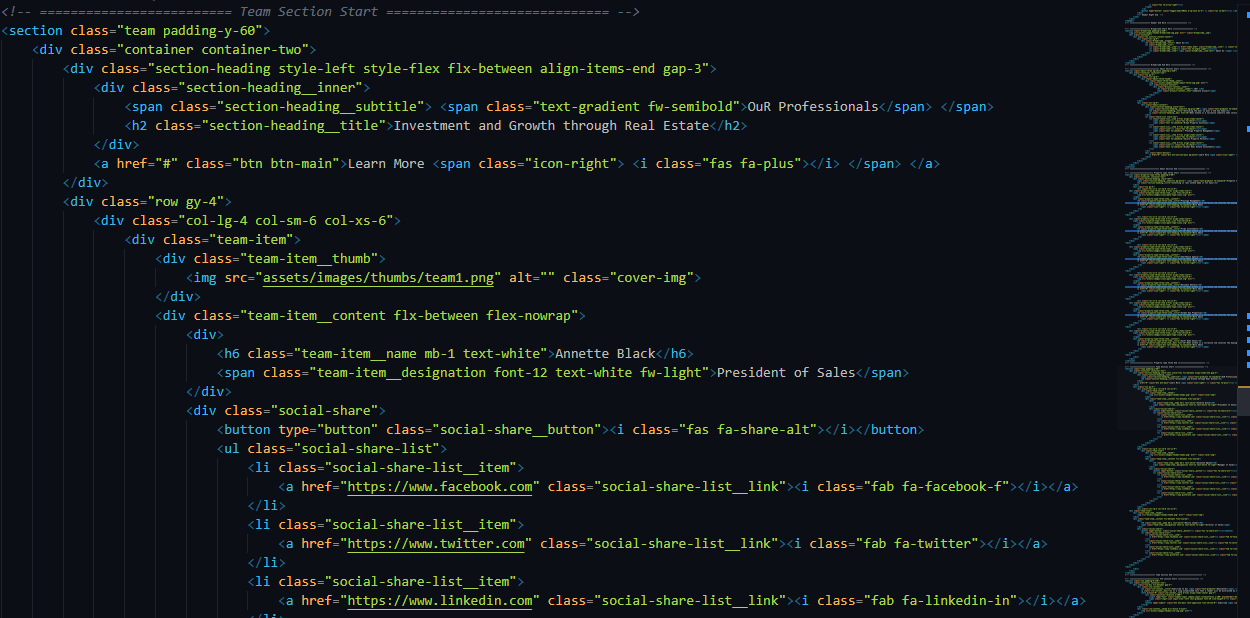 <!-- ========================= Team Section Start ============================= -->
<section class="team padding-y-60">
<div class="container container-two">
<div class="section-heading style-left style-flex flx-between align-items-end gap-3">
<div class="section-heading__inner">
<span class="section-heading__subtitle"> <span class="text-gradient fw-semibold">OuR Professionals</span> </span>
<h2 class="section-heading__title">Investment and Growth through Real Estate</h2>
</div>
<a href="#" class="btn btn-main">Learn More <span class="icon-right"> <i class="fas fa-plus"></i> </span> </a>
</div>
<div class="row gy-4">
<div class="col-lg-4 col-sm-6 col-xs-6">
<div class="team-item">
<div class="team-item__thumb">
<img src="assets/images/thumbs/team1.png" alt="" class="cover-img">
</div>
<div class="team-item__content flx-between flex-nowrap">
<div>
<h6 class="team-item__name mb-1 text-white">Annette Black</h6>
<span class="team-item__designation font-12 text-white fw-light">President of Sales</span>
</div>
<div class="social-share">
<button type="button" class="social-share__button"><i class="fas fa-share-alt"></i></button>
<ul class="social-share-list">
<li class="social-share-list__item">
<a href="https://www.facebook.com" class="social-share-list__link"><i class="fab fa-facebook-f"></i></a>
</li>
<li class="social-share-list__item">
<a href="https://www.twitter.com" class="social-share-list__link"><i class="fab fa-twitter"></i></a>
</li>
<li class="social-share-list__item">
<a href="https://www.linkedin.com" class="social-share-list__link"><i class="fab fa-linkedin-in"></i></a>
</li>